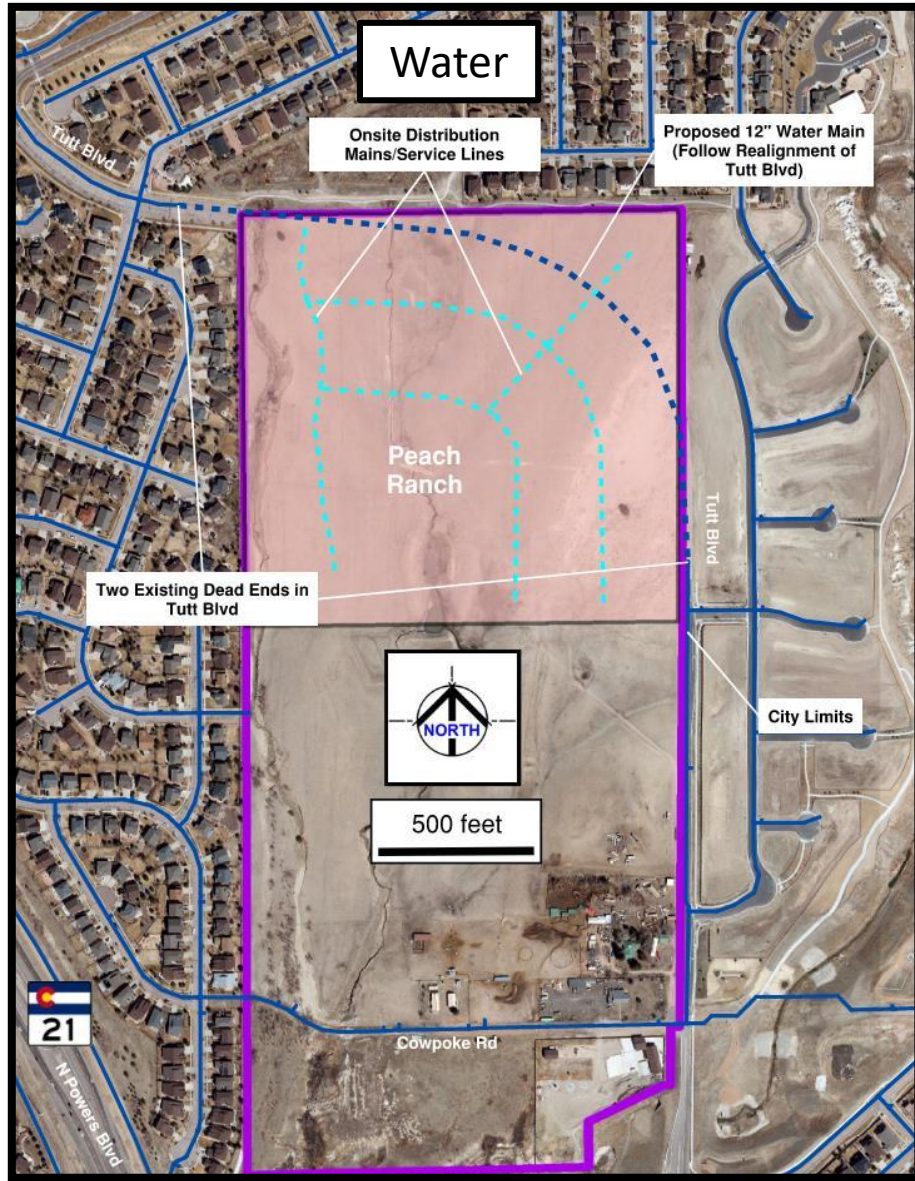 Water
Tutt Blvd
Onsite Distribution
Mains/Service Lines
Proposed 12" Water Main
(Follow Realignment of
Tutt Blvd)
Peach
Ranch
Tutt Blvd
Two Existing Dead Ends in
Tutt Blvd
City Limits
NORTH
500 feet
21
N Powers Blvd
Cowpoke Rd